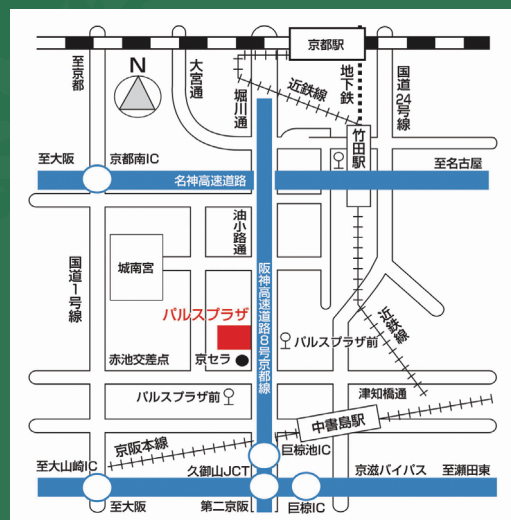 京都駅
至京都
N
大宮通
堀川通
近鉄線
地下鉄
国道24号線
竹田駅
至大阪
京都南IC
名神高速道路
至名古屋
油小路通
城南宮
国道1号線
阪神高速道路8号京都線
パルスプラザ
パルスプラザ前
近鉄線
赤池交差点
京セラ
パルスプラザ前
津知橋通
中書島駅
京阪本線
巨椋池IC
至大山崎IC
久御山JCT
京滋バイパス
至瀬田東
至大阪
第二京阪
巨椋IC